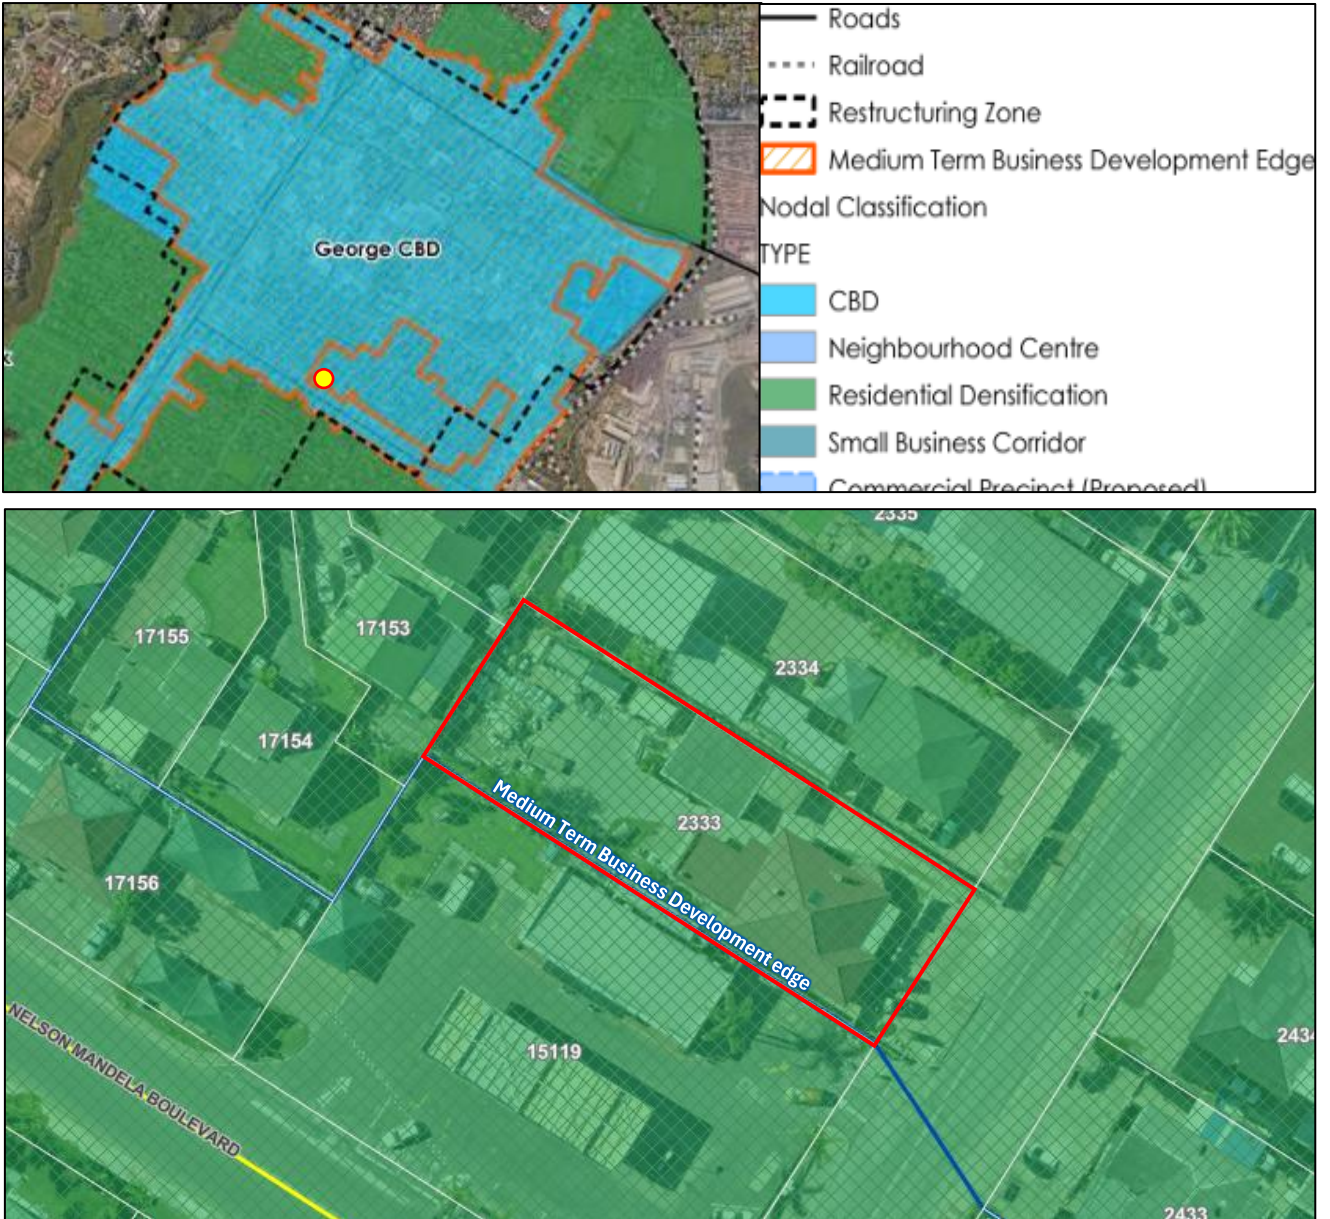 George CBD
Roads
Railroad
Restructuring Zone
Medium Term Business Development Edge
Nodal Classification
TYPE
CBD
Neighbourhood Centre
Residential Densification
Small Business Corridor
Commercial Precinct (Proposed)
2335
17155
17153
2334
17154
2333
Medium Term Business Development edge
17156
15119
2434
NELSON MANDELA BOULEVARD
2433